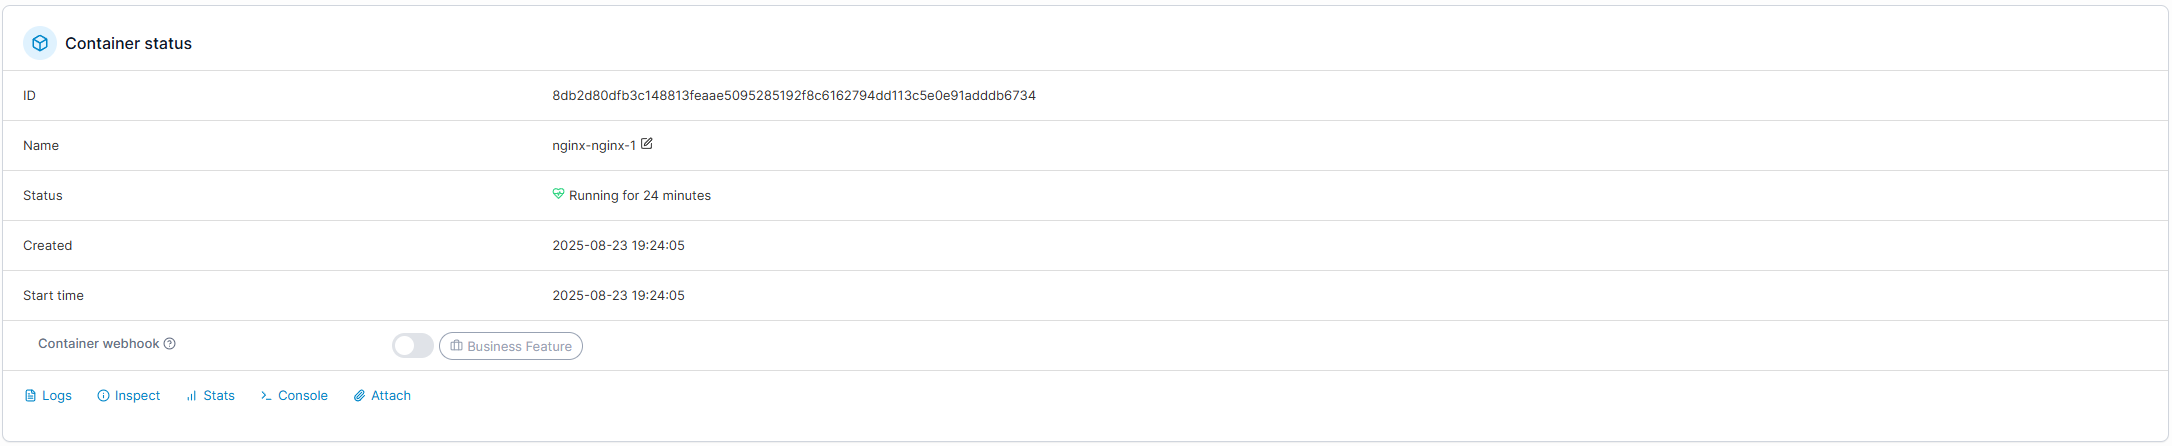 Container status
ID 8db2d80dfb3c148813feaae5095285192f8c6162794dd113c5e0e91adddb6734
Name nginx-nginx-1
Status Running for 24 minutes
Created 2025-08-23 19:24:05
Start time 2025-08-23 19:24:05
Container webhook Business Feature
Logs Inspect Stats Console Attach